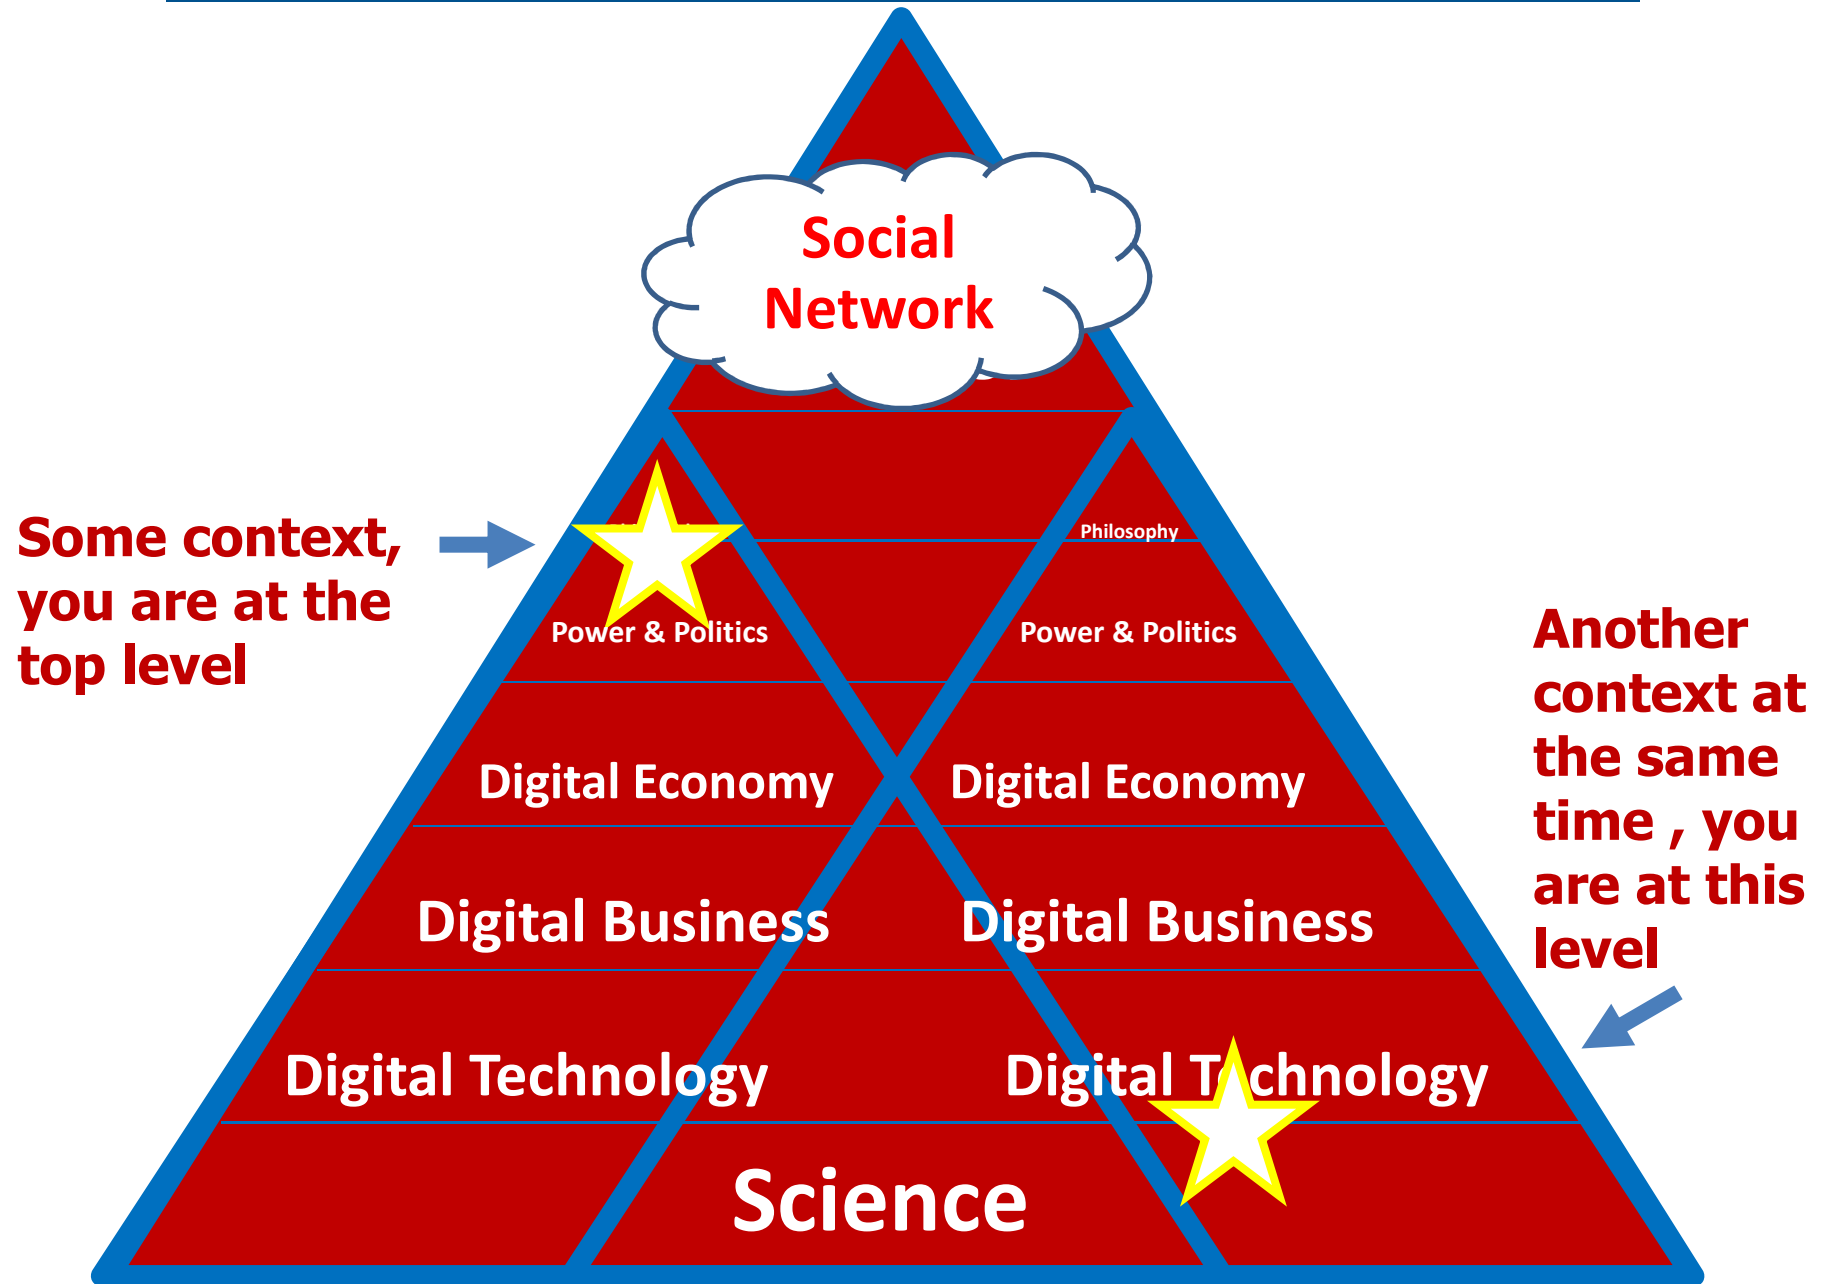 Social
Network
Some context,
you are at the
top level
Philosophy
Power & Politics
Power & Politics
Another
context at
the same
time , you
are at this
level
Digital Economy
Digital Economy
Digital Business
Digital Business
Digital Technology
Digital Technology
Science